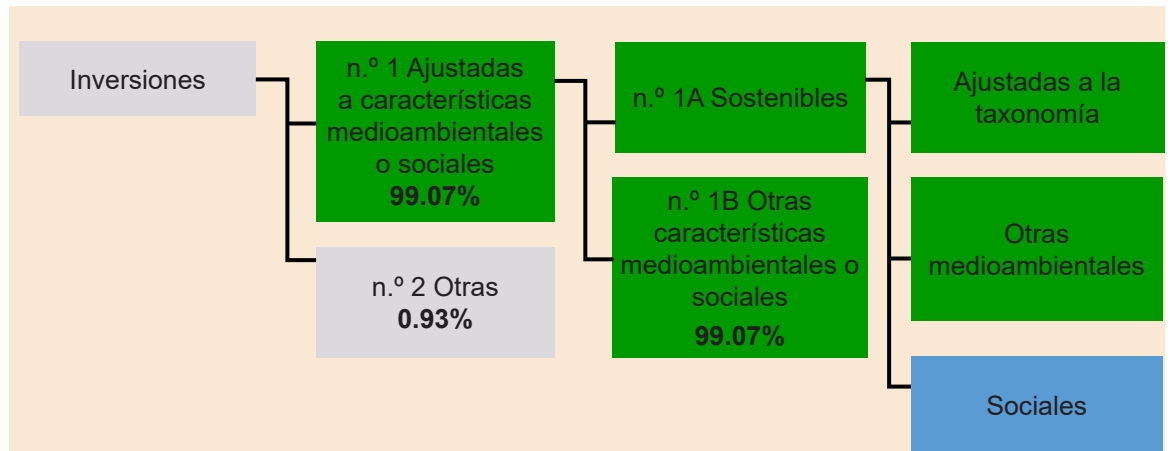 Inversiones
n.º 1 Ajustadas
a características
medioambientales
o sociales
99.07%
n.º 2 Otras
0.93%
n.º 1A Sostenibles
n.º 1B Otras
características
medioambientales o
sociales
99.07%
Ajustadas a la
taxonomía
Otras
medioambientales
Sociales